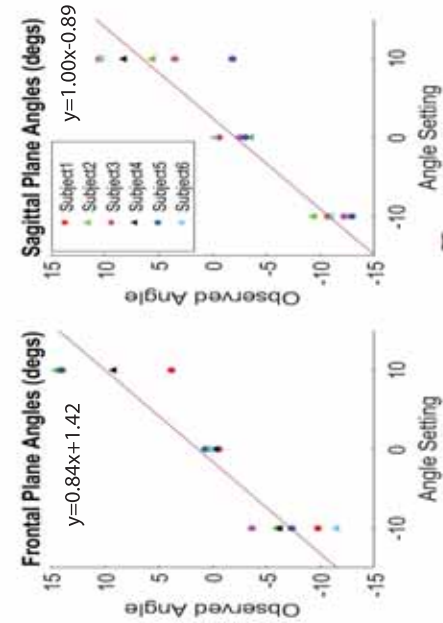 Frontal Plane Angles (degs)
y=0.84x+1.42
Observed Angle
15
10
5
0
-5
-10
-15
-10
0
10
Angle Setting
Sagittal Plane Angles (degs)
y=1.00x-0.89
Subject1
Subject2
Subject3
Subject4
Subject5
Subject6
Observed Angle
15
10
5
0
-5
-10
-15
-10
0
10
Angle Setting